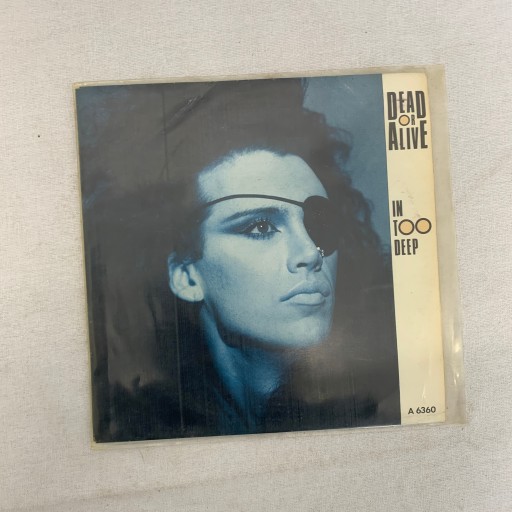 DEAD
OR
ALIVE
IN
TOO
DEEP
A 6360